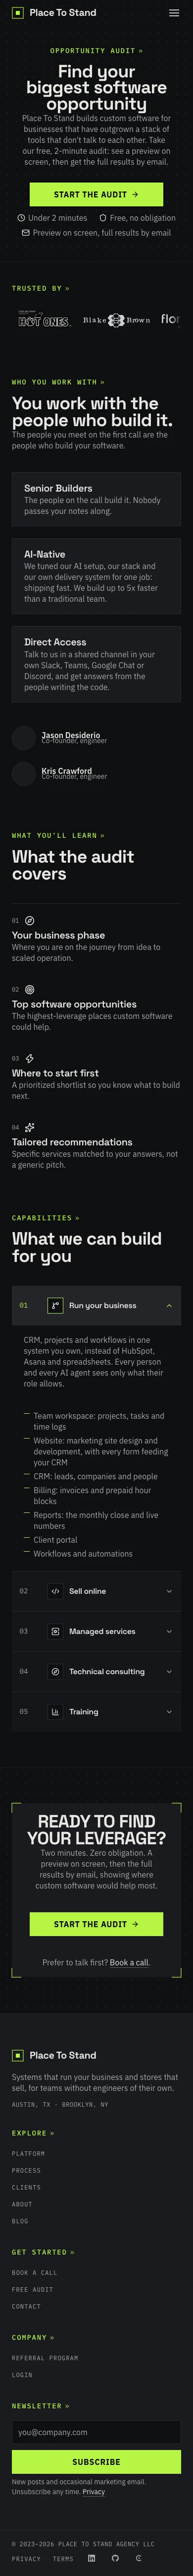 Place To Stand
OPPORTUNITY AUDIT »
Find your
biggest software
opportunity
Place To Stand builds custom software for
businesses that have outgrown a stack of
tools that don't talk to each other. Take
our free, 2-minute audit: see a preview on
screen, then get the full results by email.
START THE AUDIT →
Under 2 minutes
Free, no obligation
Preview on screen, full results by email
TRUSTED BY »
HOT ONES
Blake Brown
WHO YOU WORK WITH »
You work with the
people who build it.
The people you meet on the first call are the
people who build your software.
Senior Builders
The people on the call build it. Nobody
passes your notes along.
AI-Native
We tuned our AI setup, our stack and
our own delivery system for one job:
shipping fast. We build up to 5x faster
than a traditional team.
Direct Access
Talk to us in a shared channel in your
own Slack, Teams, Google Chat or
Discord, and get answers from the
people writing the code.
Jason Desiderio
Co-founder, engineer
Kris Crawford
Co-founder, engineer
WHAT YOU'LL LEARN »
What the audit
covers
01
Your business phase
Where you are on the journey from idea to
scaled operation.
02
Top software opportunities
The highest-leverage places custom software
could help.
03
Where to start first
A prioritized shortlist so you know what to build
next.
04
Tailored recommendations
Specific services matched to your answers, not
a generic pitch.
CAPABILITIES »
What we can build
for you
01 Run your business
CRM, projects and workflows in one
system you own, instead of HubSpot,
Asana and spreadsheets. Every person
and every AI agent sees only what their
role allows.
Team workspace: projects, tasks and
time logs
Website: marketing site design and
development, with every form feeding
your CRM
CRM: leads, companies and people
Billing: invoices and prepaid hour
blocks
Reports: the monthly close and live
numbers
Client portal
Workflows and automations
02 Sell online
03 Managed services
04 Technical consulting
05 Training
READY TO FIND
YOUR LEVERAGE?
Two minutes. Zero obligation. A
preview on screen, then the full
results by email, showing where
custom software would help most.
START THE AUDIT →
Prefer to talk first? Book a call.
Place To Stand
Systems that run your business and stores that
sell, for teams without engineers of their own.
AUSTIN, TX · BROOKLYN, NY
EXPLORE »
PLATFORM
PROCESS
CLIENTS
ABOUT
BLOG
GET STARTED »
BOOK A CALL
FREE AUDIT
CONTACT
COMPANY »
REFERRAL PROGRAM
LOGIN
NEWSLETTER »
you@company.com
SUBSCRIBE
New posts and occasional marketing email.
Unsubscribe any time. Privacy
© 2023-2026 PLACE TO STAND AGENCY LLC
PRIVACY TERMS